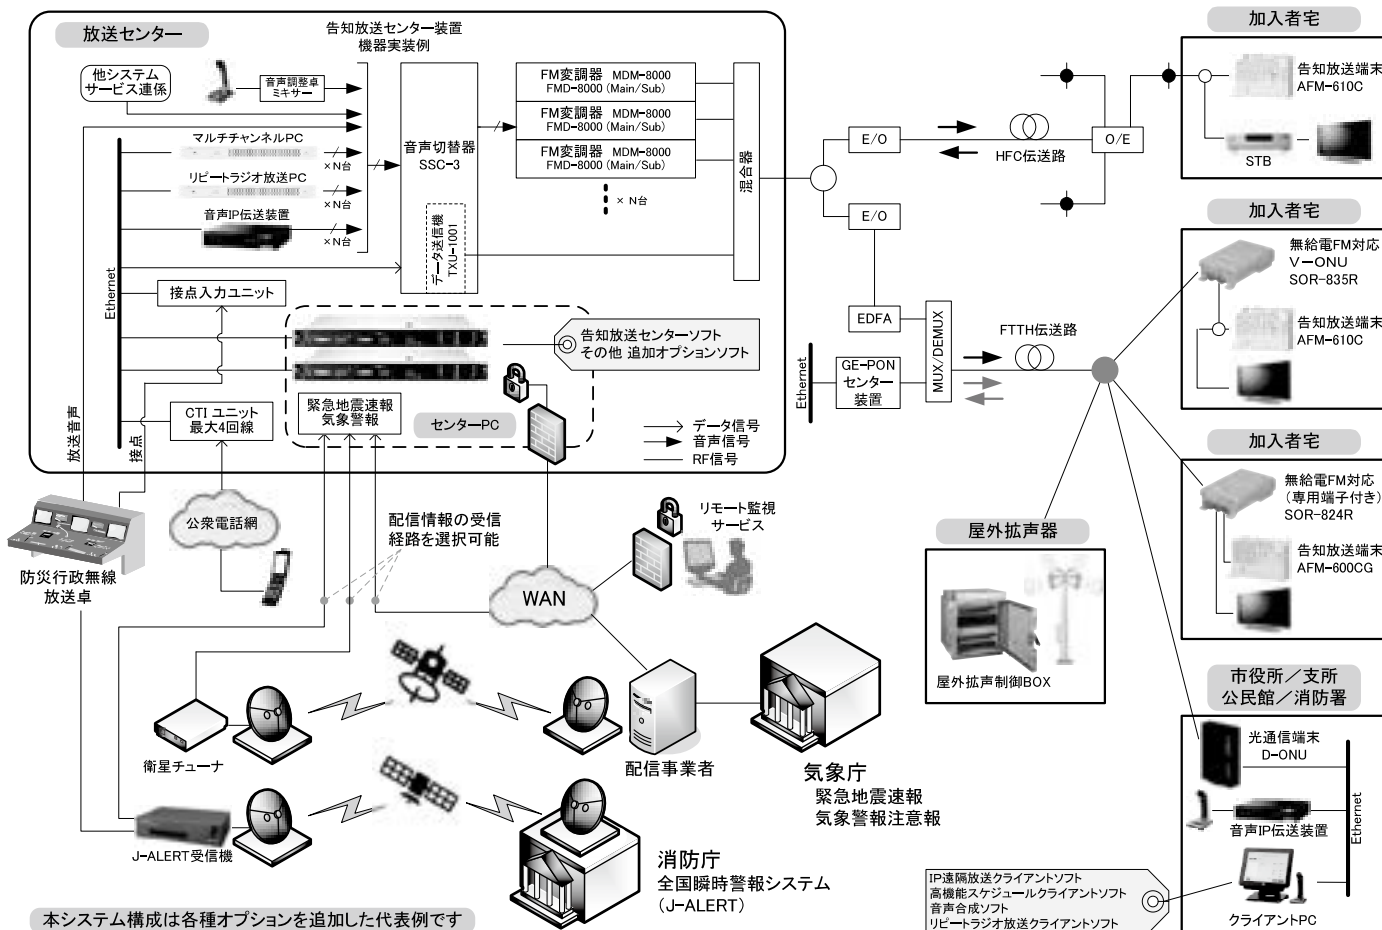 放送センター
告知放送センター装置
機器実装例
他システム
サービス連係
音声調整卓
ミキサー
マルチチャンネルPC
×N台
リピートラジオ放送PC
×N台
音声IP伝送装置
×N台
Ethernet
音声切替器
SSC-3
データ送信機
TXU-1001
FM変調器 MDM-8000
FMD-8000 (Main/Sub)
FM変調器 MDM-8000
FMD-8000 (Main/Sub)
FM変調器 MDM-8000
FMD-8000 (Main/Sub)
× N台
混合器
接点入力ユニット
CTI ユニット
最大4回線
緊急地震速報
気象警報
センターPC
告知放送センターソフト
その他 追加オプションソフト
データ信号
音声信号
RF信号
放送音声
接点
E/O
HFC伝送路
O/E
E/O
EDFA
MUX/DEMUX
FTTH伝送路
Ethernet
GE-PON
センター
装置
加入者宅
告知放送端末
AFM-610C
STB
加入者宅
無給電FM対応
V-ONU
SOR-835R
告知放送端末
AFM-610C
加入者宅
無給電FM対応
(専用端子付き)
SOR-824R
告知放送端末
AFM-600CG
屋外拡声器
屋外拡声制御BOX
市役所/支所
公民館/消防署
光通信端末
D-ONU
音声IP伝送装置
Ethernet
クライアントPC
IP遠隔放送クライアントソフト
高機能スケジュールクライアントソフト
音声合成ソフト
リピートラジオ放送クライアントソフト
防災行政無線
放送卓
公衆電話網
配信情報の受信
経路を選択可能
WAN
リモート監視
サービス
衛星チューナ
配信事業者
気象庁
緊急地震速報
気象警報注意報
J-ALERT受信機
消防庁
全国瞬時警報システム
(J-ALERT)
本システム構成は各種オプションを追加した代表例です